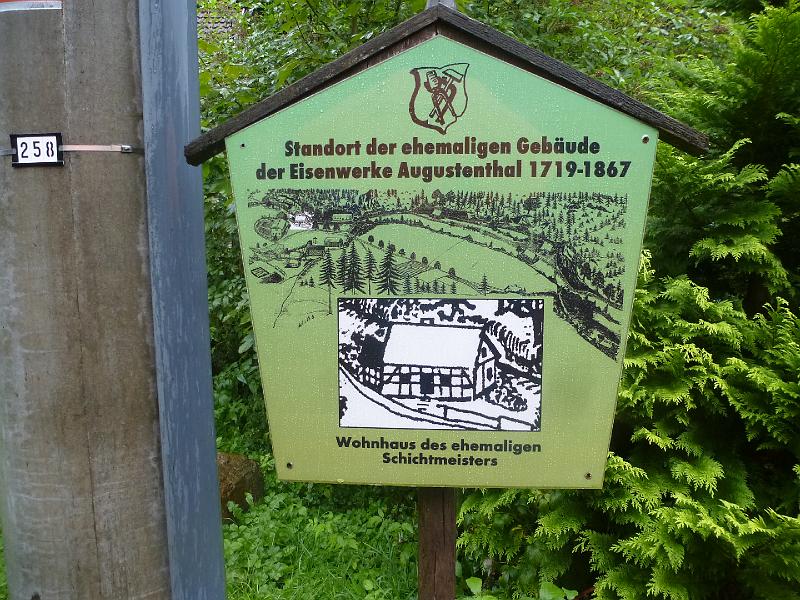 258
Standort der ehemaligen Gebäude
der Eisenwerke Augustenthal 1719-1867
Wohnhaus des ehemaligen
Schichtmeisters